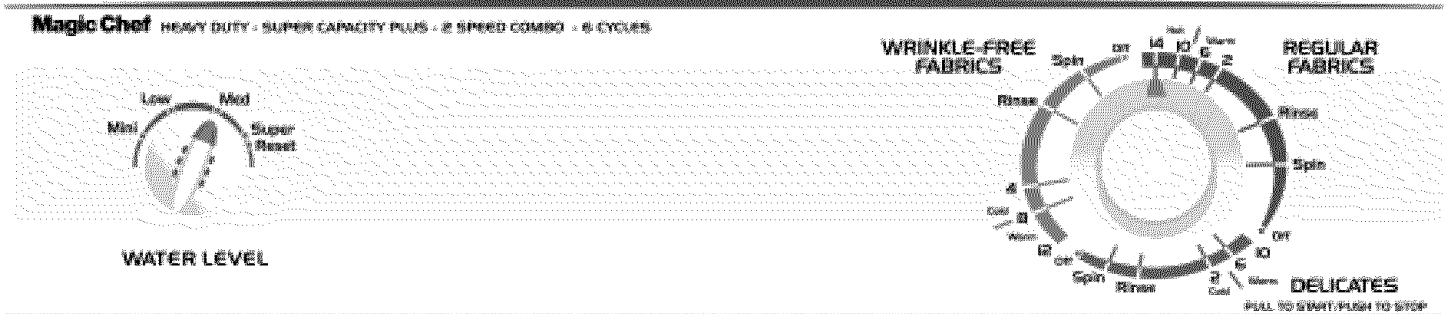 Magic Chef HEAVY DUTY - SUPER CAPACITY PLUS - 2 SPEED COMBO - 6 CYCLES
Mini
Low
Med
Super
Reset
WATER LEVEL
WRINKLE-FREE
FABRICS
12
Warm
8
Cold
4
Rinse
Spin
Off
REGULAR
FABRICS
14
Hot
10
6
Warm
2
Rinse
Spin
Off
DELICATES
10
Warm
6
2
Cold
Rinse
Spin
Off
PULL TO START/PUSH TO STOP